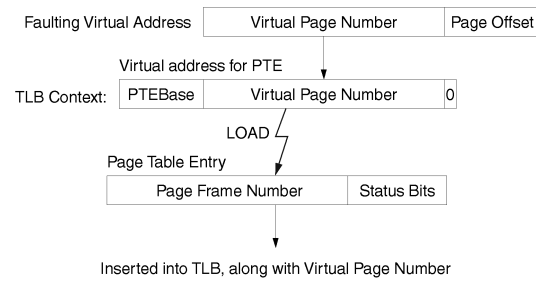 Faulting Virtual Address Virtual Page Number Page Offset
Virtual address for PTE
TLB Context: PTEBase Virtual Page Number 0
LOAD
Page Table Entry
Page Frame Number Status Bits
Inserted into TLB, along with Virtual Page Number